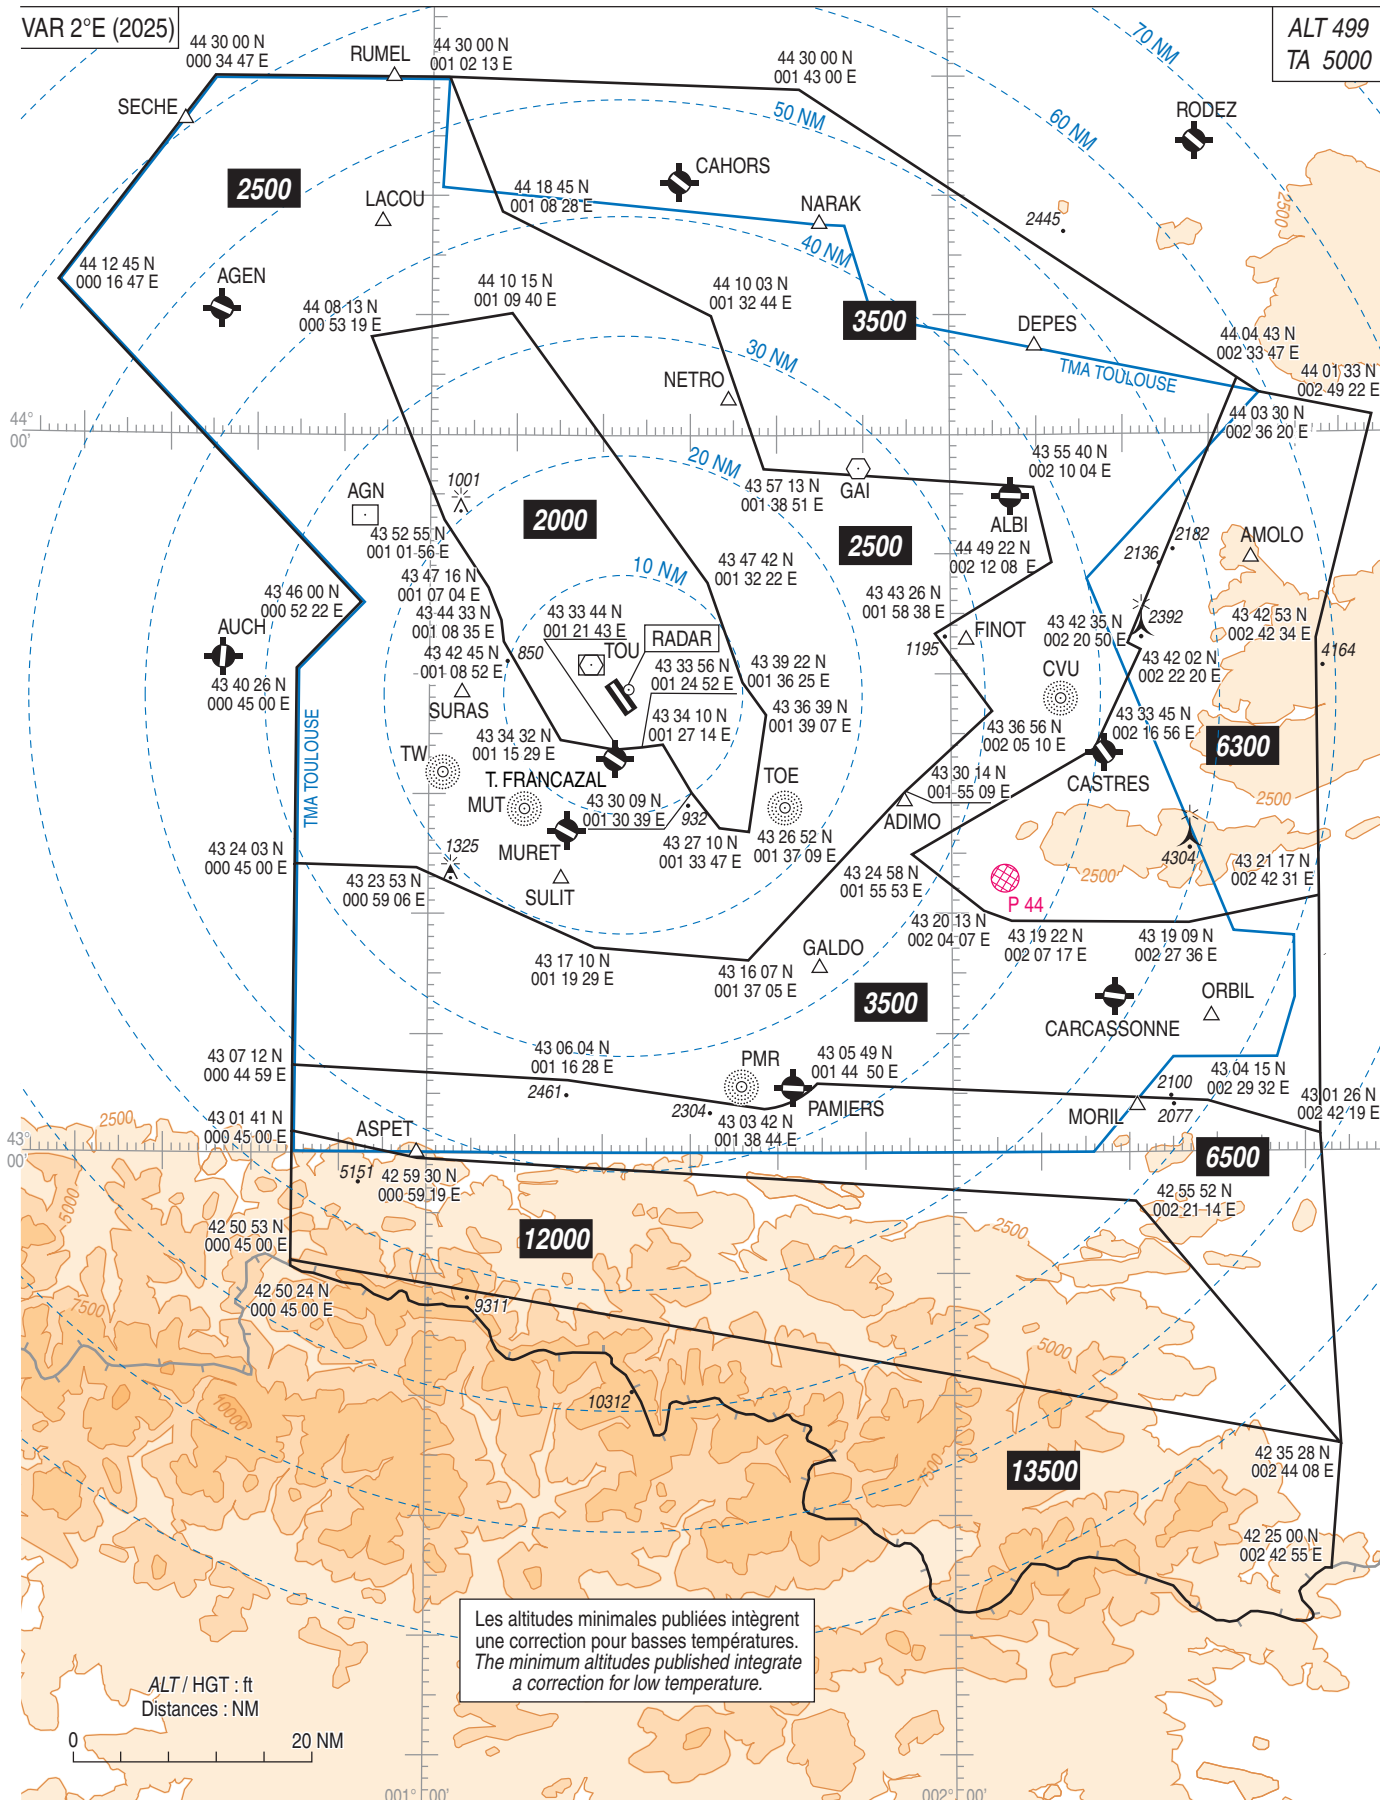 VAR 2°E (2025)
ALT 499
TA 5000
70 NM
44 30 00 N
000 34 47 E
RUMEL
44 30 00 N
001 02 13 E
44 30 00 N
001 43 00 E
SECHE
50 NM
60 NM
RODEZ
2500
CAHORS
2500
LACOU
44 18 45 N
001 08 28 E
NARAK
2445
2500
40 NM
44 12 45 N
000 16 47 E
AGEN
44 10 15 N
001 09 40 E
44 10 03 N
001 32 44 E
44 08 13 N
000 53 19 E
3500
DEPES
44 04 43 N
002 33 47 E
30 NM
TMA TOULOUSE
44 01 33 N
002 49 22 E
NETRO
44°
00'
44 03 30 N
002 36 20 E
20 NM
43 55 40 N
002 10 04 E
1001
AGN
43 57 13 N
001 38 51 E
GAI
ALBI
2000
2500
43 52 55 N
001 01 56 E
44 49 22 N
002 12 08 E
2182
2136
AMOLO
43 47 42 N
001 32 22 E
10 NM
43 47 16 N
001 07 04 E
43 46 00 N
000 52 22 E
43 43 26 N
001 58 38 E
43 44 33 N
001 08 35 E
43 33 44 N
001 21 43 E
RADAR
43 42 35 N
002 20 50 E
2392
43 42 53 N
002 42 34 E
AUCH
FINOT
1195
43 42 45 N
001 08 52 E
850
TOU
43 33 56 N
001 24 52 E
43 39 22 N
001 36 25 E
CVU
43 42 02 N
002 22 20 E
4164
43 40 26 N
000 45 00 E
SURAS
43 36 39 N
001 39 07 E
43 34 32 N
001 15 29 E
43 34 10 N
001 27 14 E
43 36 56 N
002 05 10 E
43 33 45 N
002 16 56 E
6300
TMA TOULOUSE
TW
T. FRANCAZAL
TOE
43 30 14 N
001 55 09 E
CASTRES
2500
MUT
43 30 09 N
001 30 39 E
932
ADIMO
1325
MURET
43 27 10 N
001 33 47 E
43 26 52 N
001 37 09 E
43 24 03 N
000 45 00 E
43 24 58 N
001 55 53 E
4304
2500
43 21 17 N
002 42 31 E
43 23 53 N
000 59 06 E
SULIT
P 44
43 20 13 N
002 04 07 E
43 19 22 N
002 07 17 E
43 19 09 N
002 27 36 E
43 17 10 N
001 19 29 E
43 16 07 N
001 37 05 E
GALDO
3500
ORBIL
CARCASSONNE
43 07 12 N
000 44 59 E
43 06 04 N
001 16 28 E
2461
PMR
43 05 49 N
001 44 50 E
PAMIERS
2304
43 03 42 N
001 38 44 E
2100
2077
MORIL
43 04 15 N
002 29 32 E
43 01 26 N
002 42 19 E
2500
43 01 41 N
000 45 00 E
43°
00'
ASPET
6500
5151
42 59 30 N
000 59 19 E
42 55 52 N
002 21 14 E
5000
42 50 53 N
000 45 00 E
12000
2500
42 50 24 N
000 45 00 E
9311
7500
5000
10312
10000
13500
7500
42 35 28 N
002 44 08 E
42 25 00 N
002 42 55 E
Les altitudes minimales publiées intègrent
une correction pour basses températures.
The minimum altitudes published integrate
a correction for low temperature.
ALT / HGT : ft
Distances : NM
0
20 NM
001° 00'
002° 00'